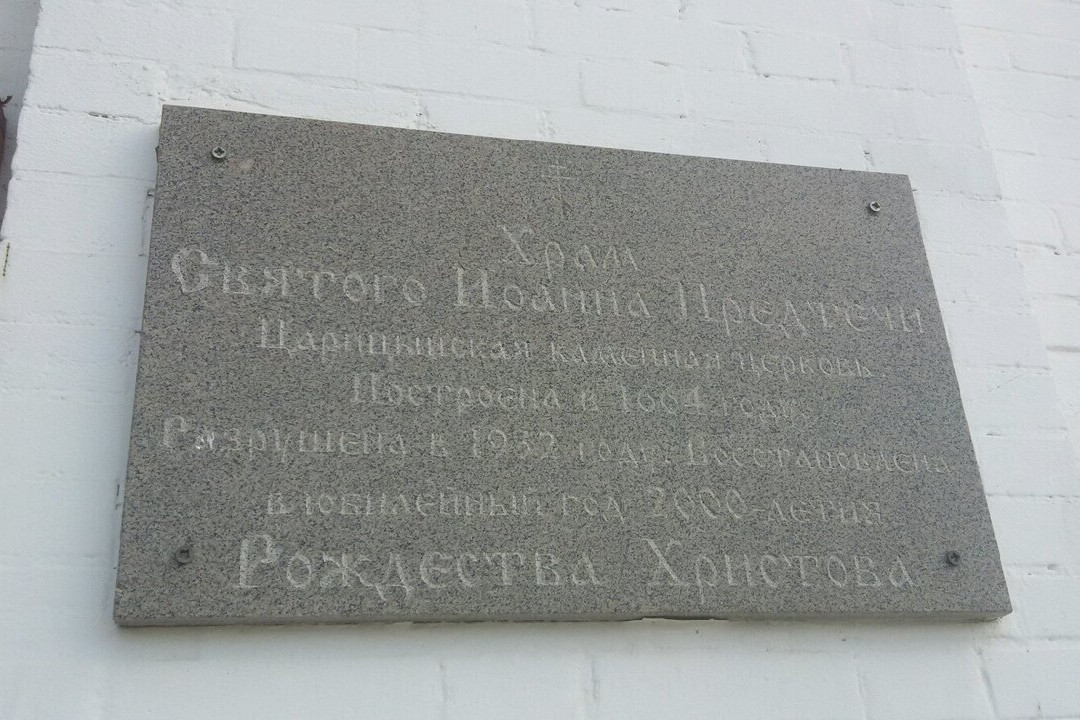 Храм
Святого Иоанна Предтечи
Царицынская каменная церковь
Построена в 1664 году.
Разрушена в 1932 году. Восстановлена
в юбилейный год 2000-летия
Рождества Христова